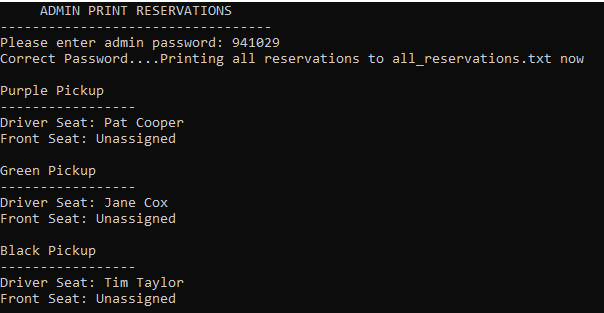 ADMIN PRINT RESERVATIONS
----------------------------------
Please enter admin password: 941029
Correct Password....Printing all reservations to all_reservations.txt now
Purple Pickup
-----------------
Driver Seat: Pat Cooper
Front Seat: Unassigned
Green Pickup
-----------------
Driver Seat: Jane Cox
Front Seat: Unassigned
Black Pickup
-----------------
Driver Seat: Tim Taylor
Front Seat: Unassigned